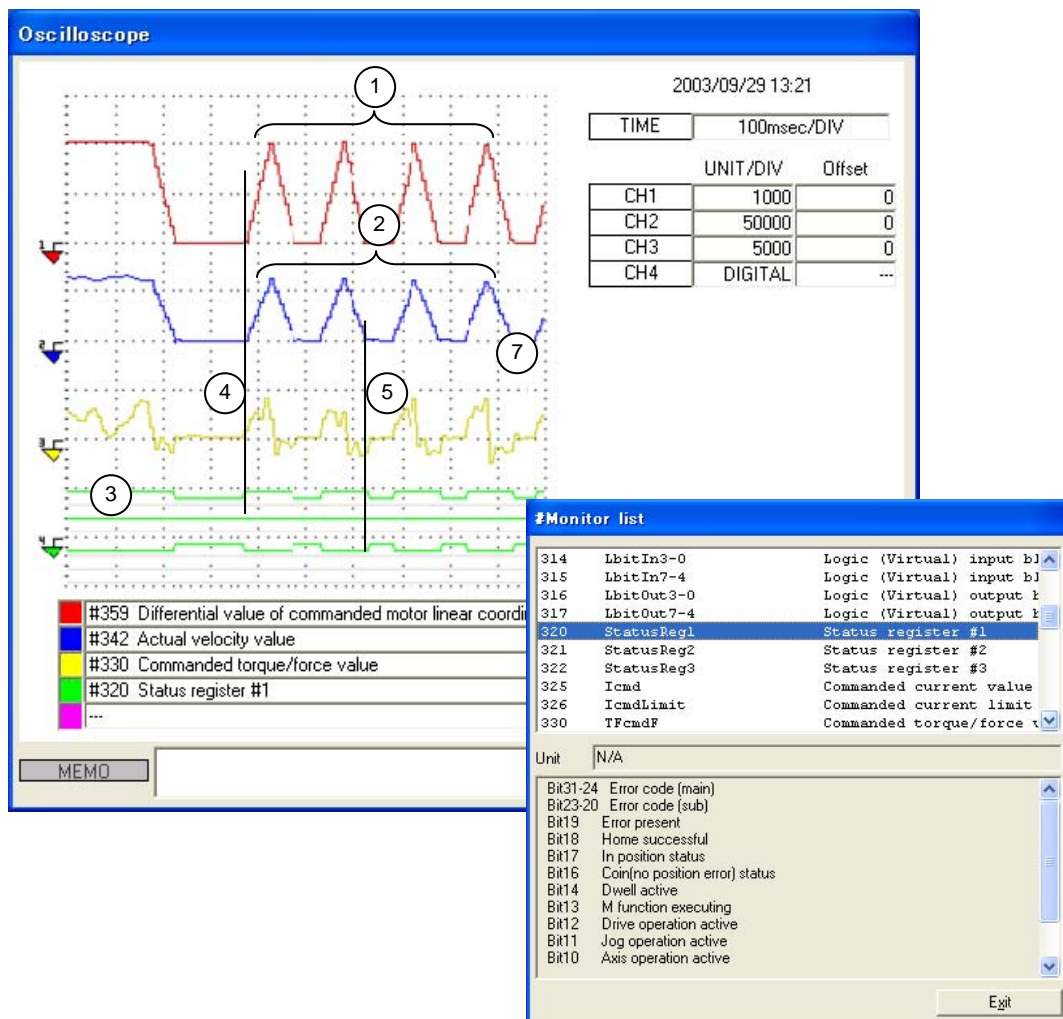 Oscilloscope
1
2003/09/29 13:21
TIME 100msec/DIV
UNIT/DIV Offset
CH1 1000 0
CH2 50000 0
CH3 5000 0
CH4 DIGITAL ---
2
1
2
7
4
5
3
3
4
#359 Differential value of commanded motor linear
#342 Actual velocity value
#330 Commanded torque/force value
#320 Status register #1
---
MEMO
#Monitor list
314 LbitIn3-0 Logic (Virtual) input
315 LbitIn7-4 Logic (Virtual) input
316 LbitOut3-0 Logic (Virtual) output
317 LbitOut7-4 Logic (Virtual) output
320 StatusReg1 Status register #1
321 StatusReg2 Status register #2
322 StatusReg3 Status register #3
325 Icmd Commanded current value
326 IcmdLimit Commanded current limit
330 TFcmdF Commanded torque/force
Unit N/A
Bit31-24 Error code (main)
Bit23-20 Error code (sub)
Bit19 Error present
Bit18 Home successful
Bit17 In position status
Bit16 Coin(no position error) status
Bit14 Dwell active
Bit13 M function executing
Bit12 Drive operation active
Bit11 Jog operation active
Bit10 Axis operation active
Exit